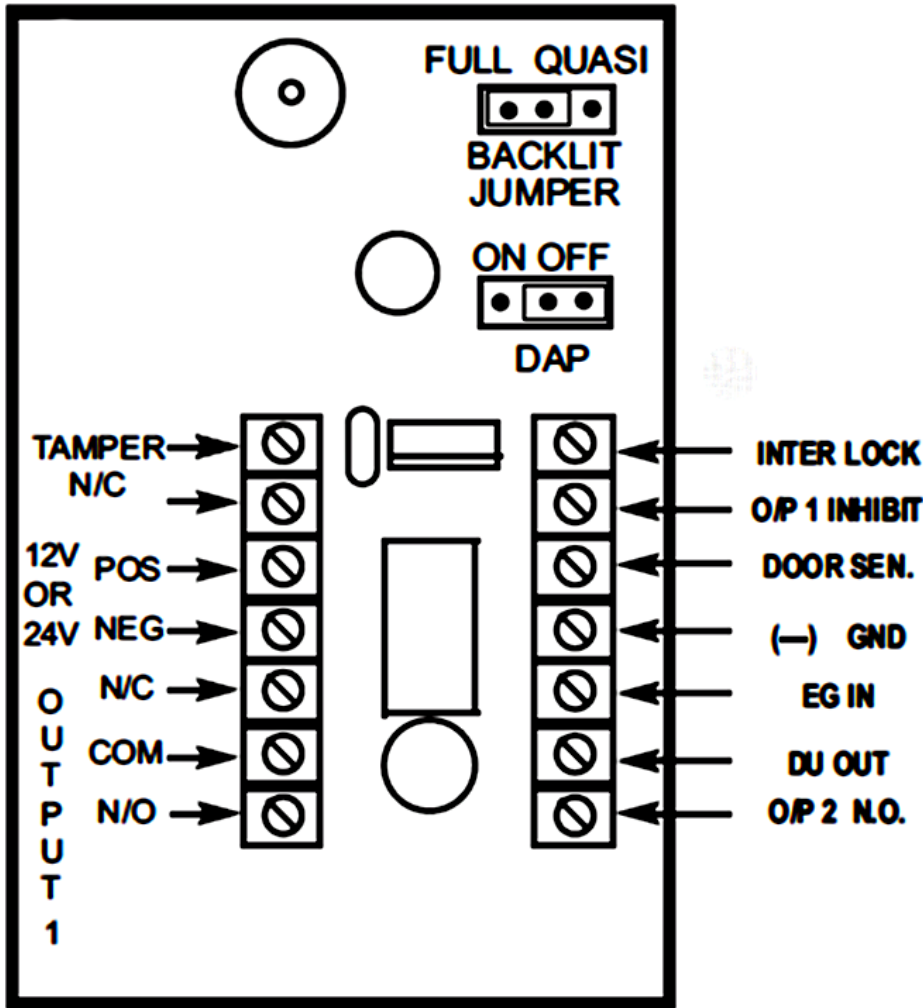 FULL QUASI
BACKLIT
JUMPER
ON OFF
DAP
TAMPER
N/C
12V
OR
24V
POS
NEG
N/C
COM
N/O
OUTPUT 1
INTER LOCK
O/P 1 INHIBIT
DOOR SEN.
(—) GND
EG IN
DU OUT
O/P 2 N.O.